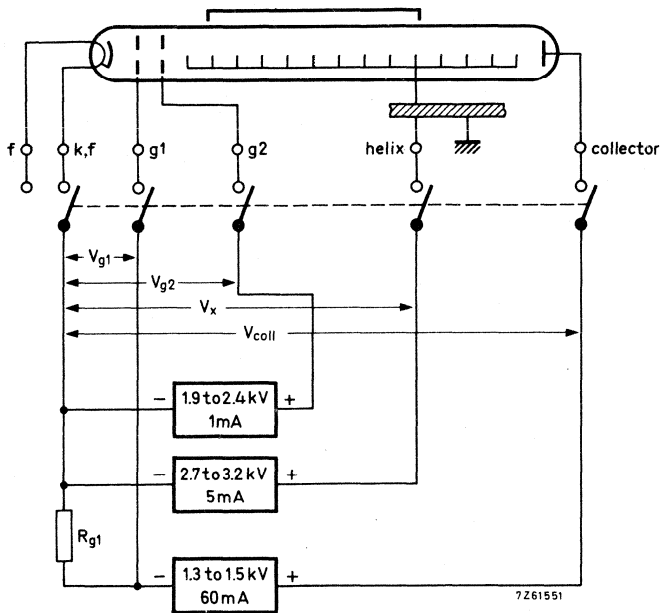 f k,f g1 g2 helix collector
Vg1
Vg2
Vx
Vcoll
− 1.9 to 2.4 kV +
1mA
− 2.7 to 3.2 kV +
5mA
Rg1
− 1.3 to 1.5 kV +
60mA
7Z61551